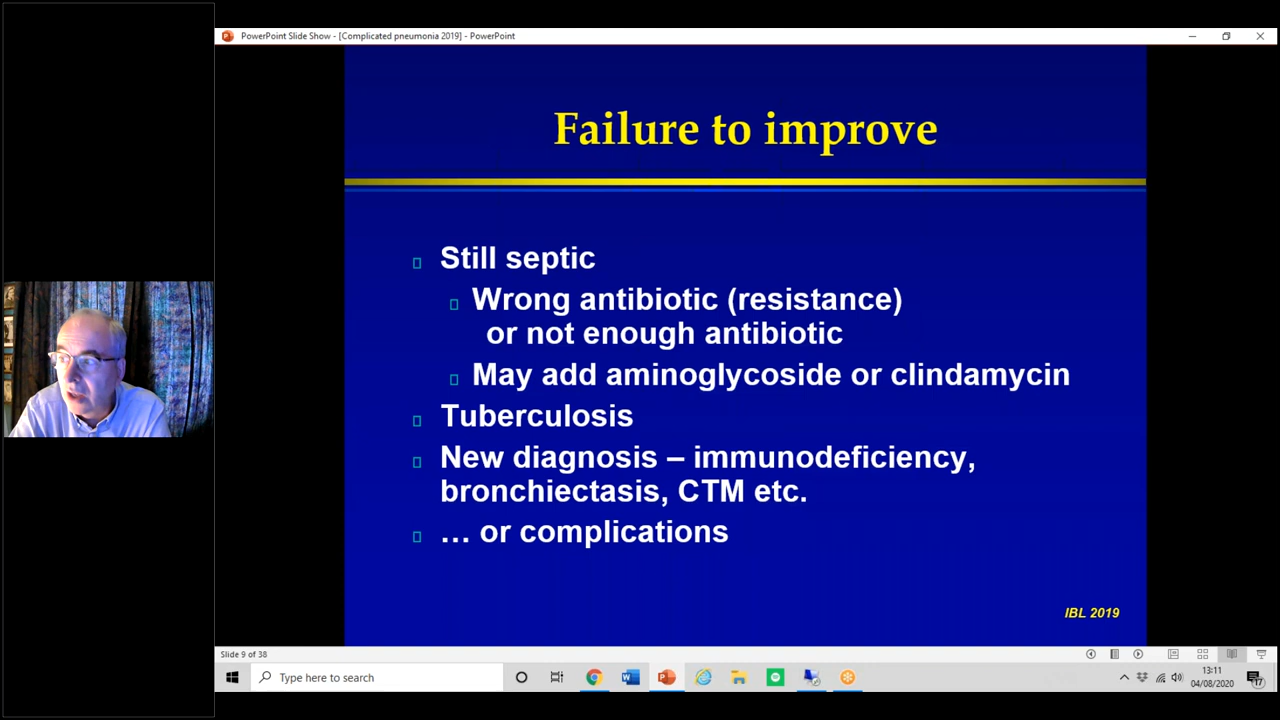 PowerPoint Slide Show - [Complicated pneumonia 2019] - PowerPoint
Failure to improve
Still septic
Wrong antibiotic (resistance)
or not enough antibiotic
May add aminoglycoside or clindamycin
Tuberculosis
New diagnosis – immunodeficiency,
bronchiectasis, CTM etc.
… or complications
IBL 2019
Slide 9 of 38
Type here to search
13:11
04/08/2020
17